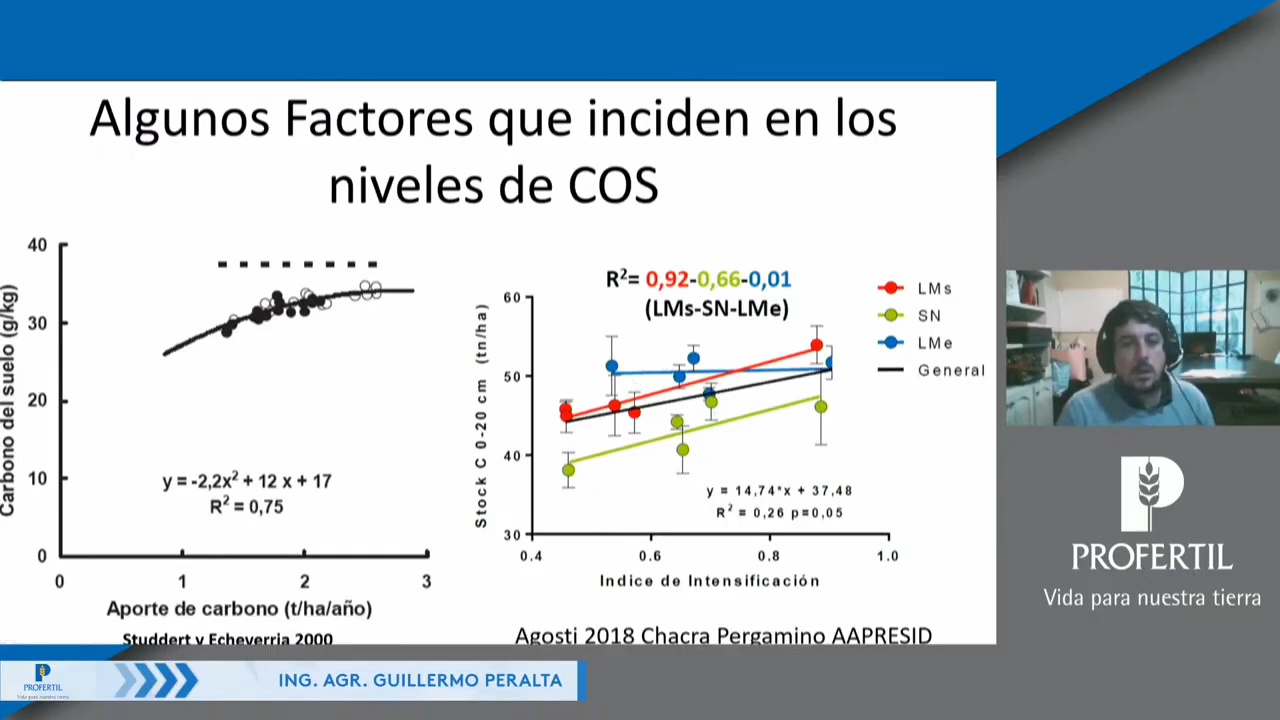 Algunos Factores que inciden en los
niveles de COS
Carbono del suelo (g/kg)
40
30
20
10
0
0 1 2 3
y = -2,2x² + 12 x + 17
R² = 0,75
Aporte de carbono (t/ha/año)
Studdert y Echeverria 2000
R²= 0,92-0,66-0,01
(LMs-SN-LMe)
Stock C 0-20 cm (tn/ha)
60
50
40
30
0.4 0.6 0.8 1.0
y = 14,74*x + 37,48
R² = 0,26 p=0,05
Indice de Intensificación
LMs
SN
LMe
General
Agosti 2018 Chacra Pergamino AAPRESID
PROFERTIL
Vida para nuestra tierra
PROFERTIL
Vida para nuestra tierra
ING. AGR. GUILLERMO PERALTA